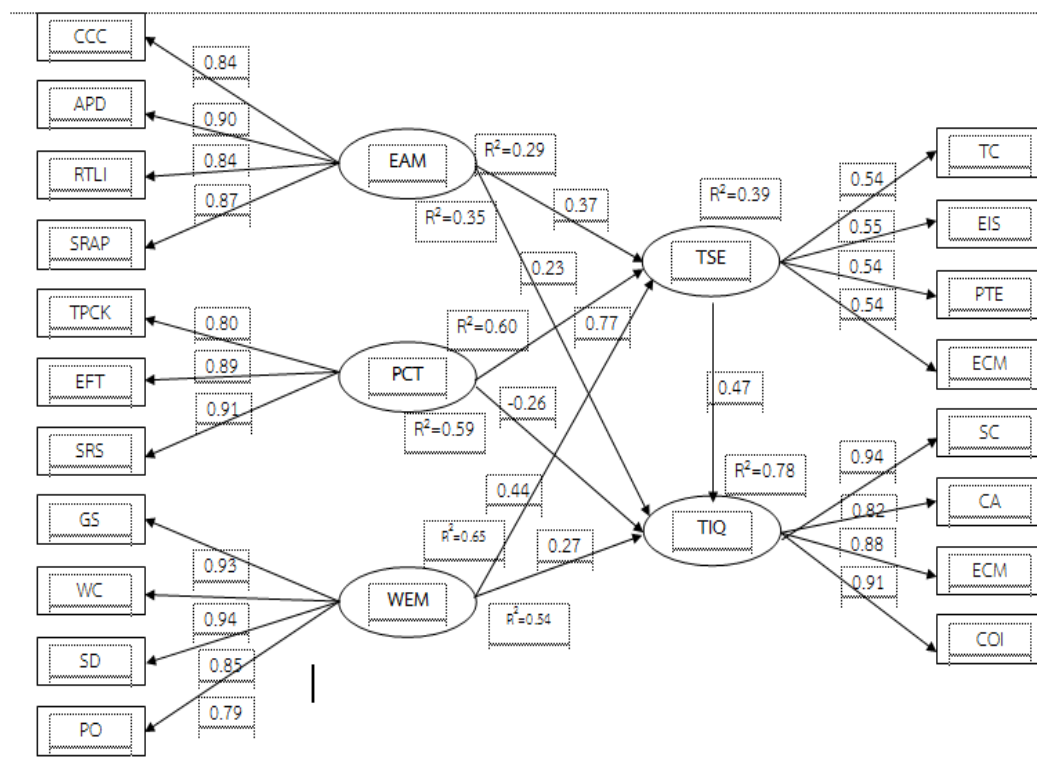 CCC
0.84
APD
0.90
RTLI
0.84
SRAP
0.87
EAM
R²=0.29
R²=0.35
0.37
0.23
TPCK
0.80
EFT
0.89
SRS
0.91
PCT
R²=0.60
R²=0.59
0.77
-0.26
GS
0.93
WC
0.94
SD
0.85
PO
0.79
WEM
0.44
R²=0.65
0.27
R²=0.54
R²=0.39
TSE
0.47
R²=0.78
TIQ
TC
0.54
EIS
0.55
PTE
0.54
ECM
0.54
SC
0.94
CA
0.82
ECM
0.88
COI
0.91